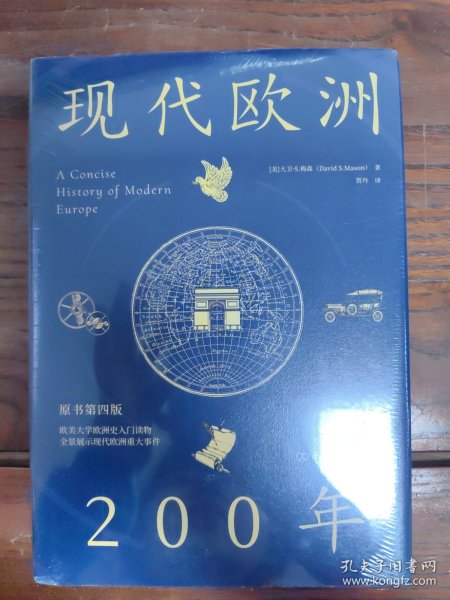 现代欧洲
A Concise
History of Modern
Europe
[美]大卫·S.梅森（David S.Mason） 著
贺丹 译
原书第四版
欧美大学欧洲史入门读物
全景展示现代欧洲重大事件
200年
孔夫子旧书网
www.kongfz.com